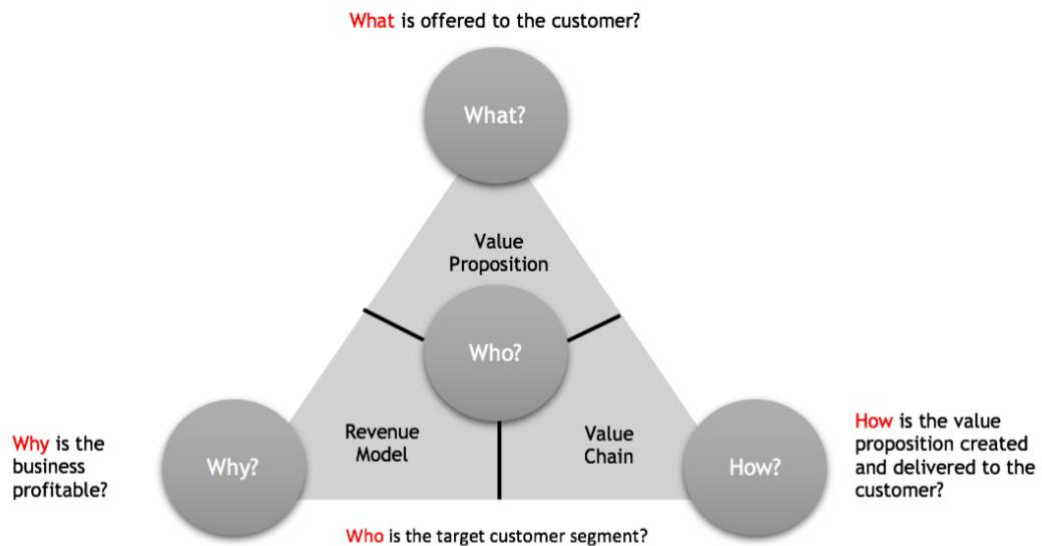 What is offered to the customer?
What?
Value
Proposition
Who?
Revenue
Model
Value
Chain
Why is the
business
profitable?
Why?
How?
How is the value
proposition created
and delivered to the
customer?
Who is the target customer segment?